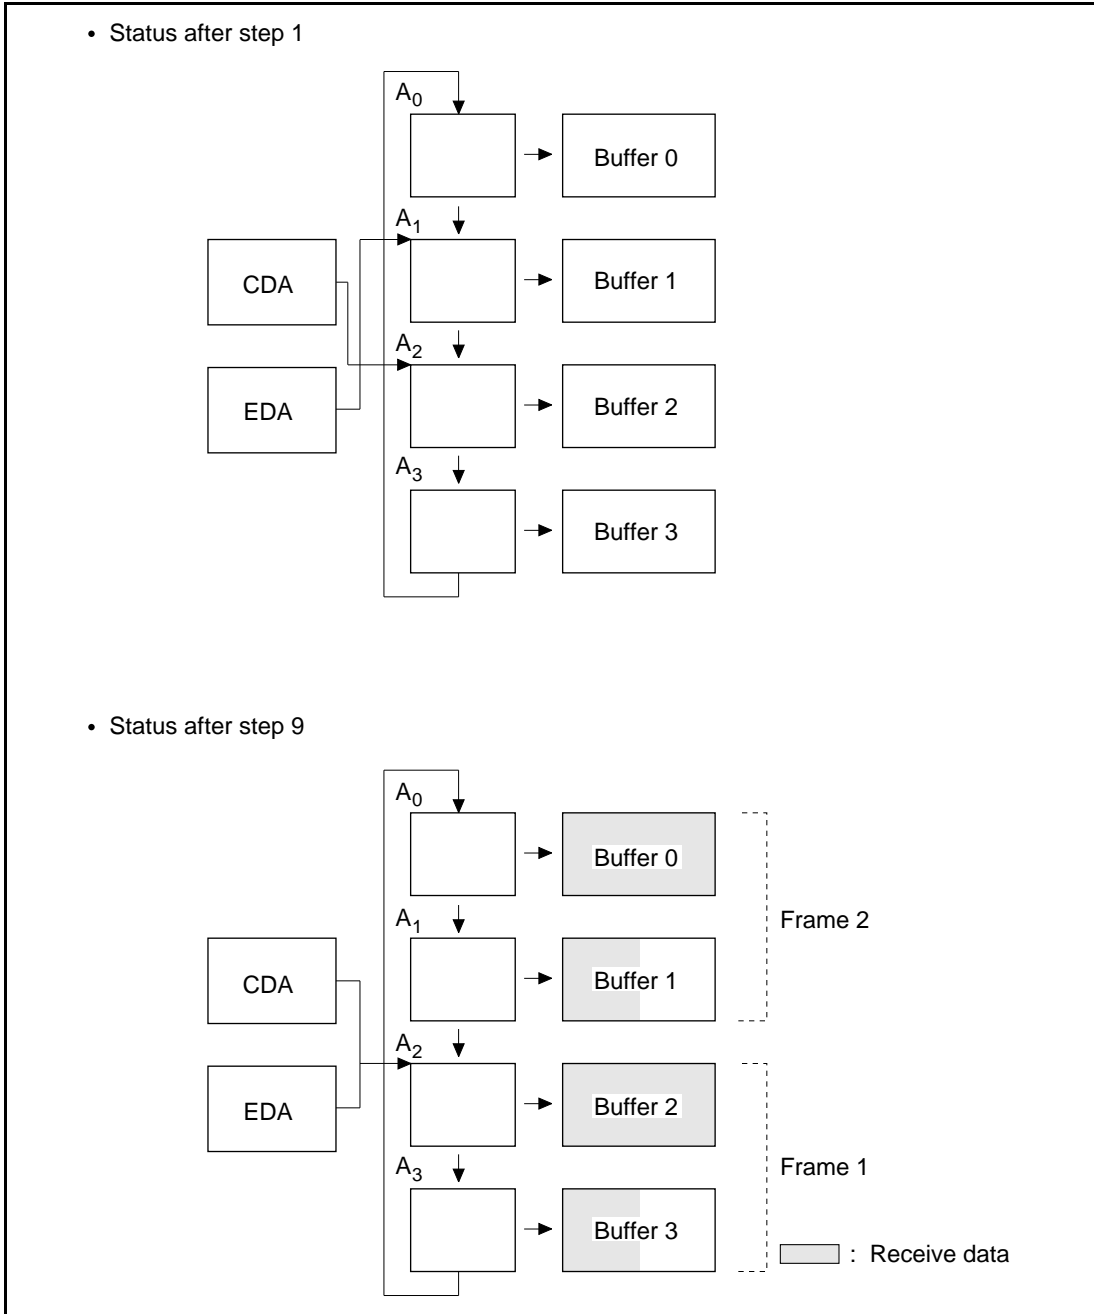 • Status after step 1
A0
Buffer 0
A1
CDA
Buffer 1
A2
EDA
Buffer 2
A3
Buffer 3
• Status after step 9
A0
Buffer 0
A1
Frame 2
CDA
Buffer 1
A2
EDA
Buffer 2
A3
Frame 1
Buffer 3
: Receive data